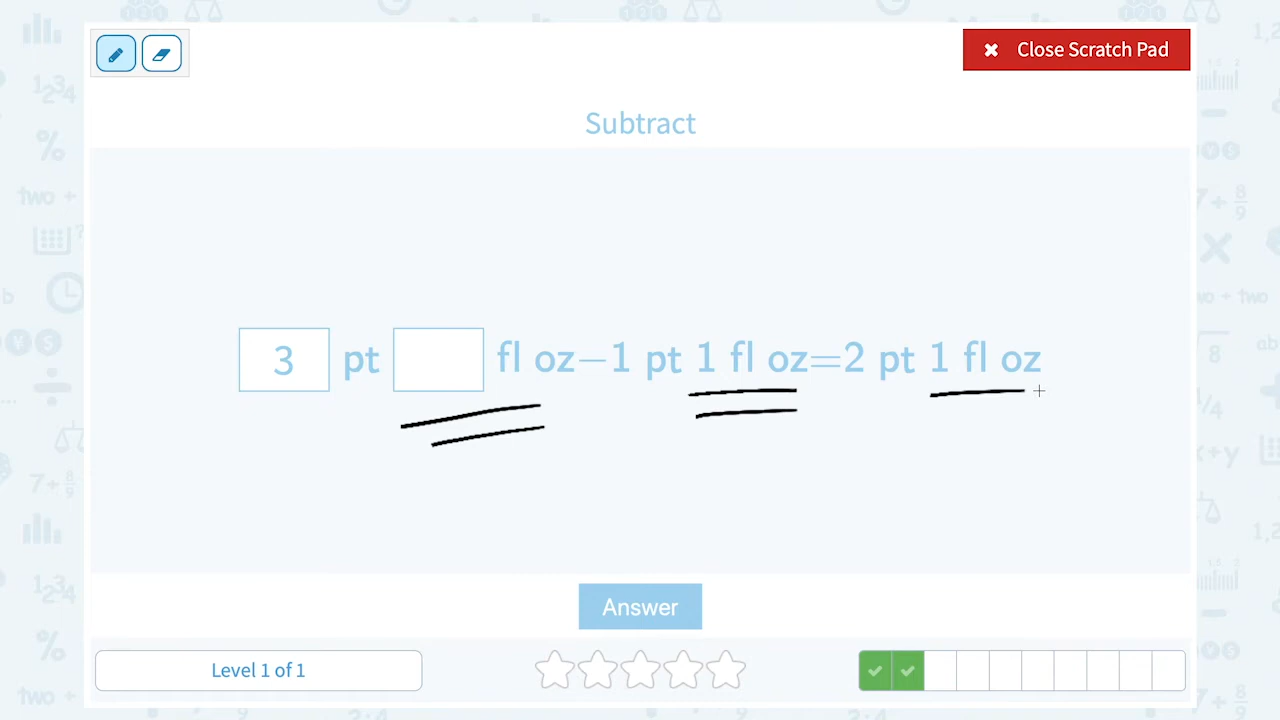 Close Scratch Pad
Subtract
3 pt fl oz−1 pt 1 fl oz=2 pt 1 fl oz
Answer
Level 1 of 1